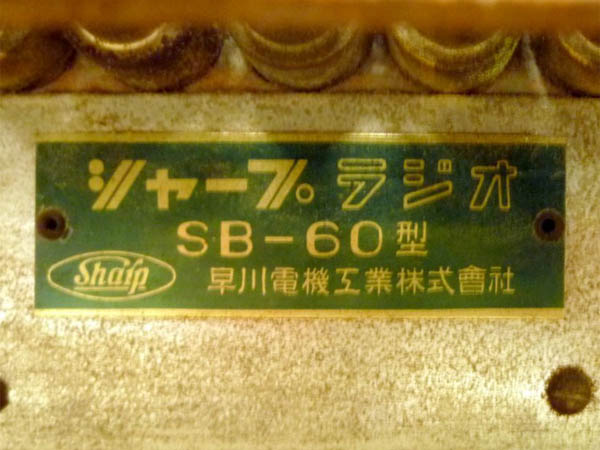 シャープ ラジオ
SB-60型
Sharp
早川電機工業株式會社